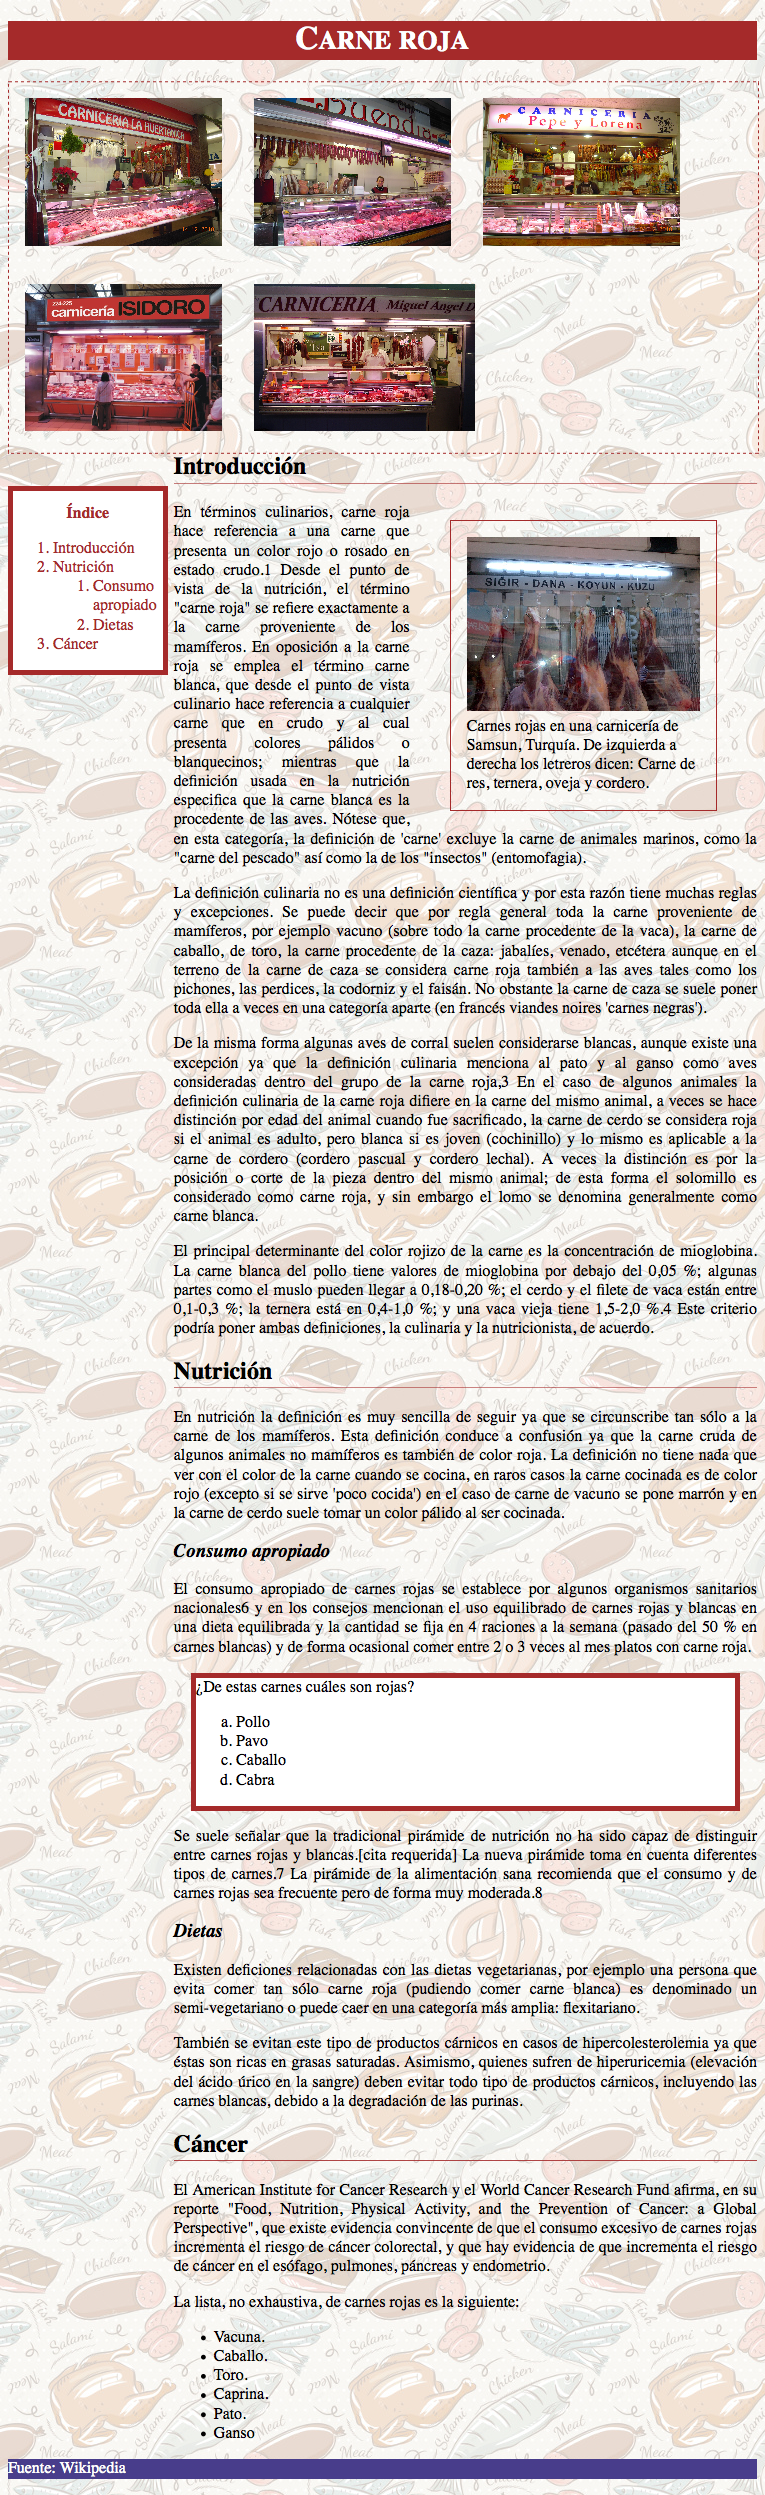 CARNE ROJA
CARNICERIA LA HUERTANICA
Buendia
CARNICERIA
Pepe y Lorena
224-225
carnicería ISIDORO
CARNICERIA Miguel Angel D
Introducción
Índice
1. Introducción
2. Nutrición
1. Consumo
apropiado
2. Dietas
3. Cáncer
En términos culinarios, carne roja
hace referencia a una carne que
presenta un color rojo o rosado en
estado crudo.1 Desde el punto de
vista de la nutrición, el término
"carne roja" se refiere exactamente a
la carne proveniente de los
mamíferos. En oposición a la carne
roja se emplea el término carne
blanca, que desde el punto de vista
culinario hace referencia a cualquier
carne que en crudo y al cual
presenta colores pálidos o
blanquecinos; mientras que la
definición usada en la nutrición
especifica que la carne blanca es la
procedente de las aves. Nótese que,
en esta categoría, la definición de 'carne' excluye la carne de animales marinos, como la
"carne del pescado" así como la de los "insectos" (entomofagia).
SIĞIR - DANA - KOYUN - KUZU
Carnes rojas en una carnicería de
Samsun, Turquía. De izquierda a
derecha los letreros dicen: Carne de
res, ternera, oveja y cordero.
La definición culinaria no es una definición científica y por esta razón tiene muchas reglas
y excepciones. Se puede decir que por regla general toda la carne proveniente de
mamíferos, por ejemplo vacuno (sobre todo la carne procedente de la vaca), la carne de
caballo, de toro, la carne procedente de la caza: jabalíes, venado, etcétera aunque en el
terreno de la carne de caza se considera carne roja también a las aves tales como los
pichones, las perdices, la codorniz y el faisán. No obstante la carne de caza se suele poner
toda ella a veces en una categoría aparte (en francés viandes noires 'carnes negras').
De la misma forma algunas aves de corral suelen considerarse blancas, aunque existe una
excepción ya que la definición culinaria menciona al pato y al ganso como aves
consideradas dentro del grupo de la carne roja,3 En el caso de algunos animales la
definición culinaria de la carne roja difiere en la carne del mismo animal, a veces se hace
distinción por edad del animal cuando fue sacrificado, la carne de cerdo se considera roja
si el animal es adulto, pero blanca si es joven (cochinillo) y lo mismo es aplicable a la
carne de cordero (cordero pascual y cordero lechal). A veces la distinción es por la
posición o corte de la pieza dentro del mismo animal; de esta forma el solomillo es
considerado como carne roja, y sin embargo el lomo se denomina generalmente como
carne blanca.
El principal determinante del color rojizo de la carne es la concentración de mioglobina.
La carne blanca del pollo tiene valores de mioglobina por debajo del 0,05 %; algunas
partes como el muslo pueden llegar a 0,18-0,20 %; el cerdo y el filete de vaca están entre
0,1-0,3 %; la ternera está en 0,4-1,0 %; y una vaca vieja tiene 1,5-2,0 %.4 Este criterio
podría poner ambas definiciones, la culinaria y la nutricionista, de acuerdo.
Nutrición
En nutrición la definición es muy sencilla de seguir ya que se circunscribe tan sólo a la
carne de los mamíferos. Esta definición conduce a confusión ya que la carne cruda de
algunos animales no mamíferos es también de color roja. La definición no tiene nada que
ver con el color de la carne cuando se cocina, en raros casos la carne cocinada es de color
rojo (excepto si se sirve 'poco cocida') en el caso de carne de vacuno se pone marrón y en
la carne de cerdo suele tomar un color pálido al ser cocinada.
Consumo apropiado
El consumo apropiado de carnes rojas se establece por algunos organismos sanitarios
nacionales6 y en los consejos mencionan el uso equilibrado de carnes rojas y blancas en
una dieta equilibrada y la cantidad se fija en 4 raciones a la semana (pasado del 50 % en
carnes blancas) y de forma ocasional comer entre 2 o 3 veces al mes platos con carne roja.
¿De estas carnes cuáles son rojas?
a. Pollo
b. Pavo
c. Caballo
d. Cabra
Se suele señalar que la tradicional pirámide de nutrición no ha sido capaz de distinguir
entre carnes rojas y blancas.[cita requerida] La nueva pirámide toma en cuenta diferentes
tipos de carnes.7 La pirámide de la alimentación sana recomienda que el consumo y de
carnes rojas sea frecuente pero de forma muy moderada.8
Dietas
Existen deficiones relacionadas con las dietas vegetarianas, por ejemplo una persona que
evita comer tan sólo carne roja (pudiendo comer carne blanca) es denominado un
semi-vegetariano o puede caer en una categoría más amplia: flexitariano.
También se evitan este tipo de productos cárnicos en casos de hipercolesterolemia ya que
éstas son ricas en grasas saturadas. Asimismo, quienes sufren de hiperuricemia (elevación
del ácido úrico en la sangre) deben evitar todo tipo de productos cárnicos, incluyendo las
carnes blancas, debido a la degradación de las purinas.
Cáncer
El American Institute for Cancer Research y el World Cancer Research Fund afirma, en su
reporte "Food, Nutrition, Physical Activity, and the Prevention of Cancer: a Global
Perspective", que existe evidencia convincente de que el consumo excesivo de carnes rojas
incrementa el riesgo de cáncer colorectal, y que hay evidencia de que incrementa el riesgo
de cáncer en el esófago, pulmones, páncreas y endometrio.
La lista, no exhaustiva, de carnes rojas es la siguiente:
• Vacuna.
• Caballo.
• Toro.
• Caprina.
• Pato.
• Ganso
Fuente: Wikipedia